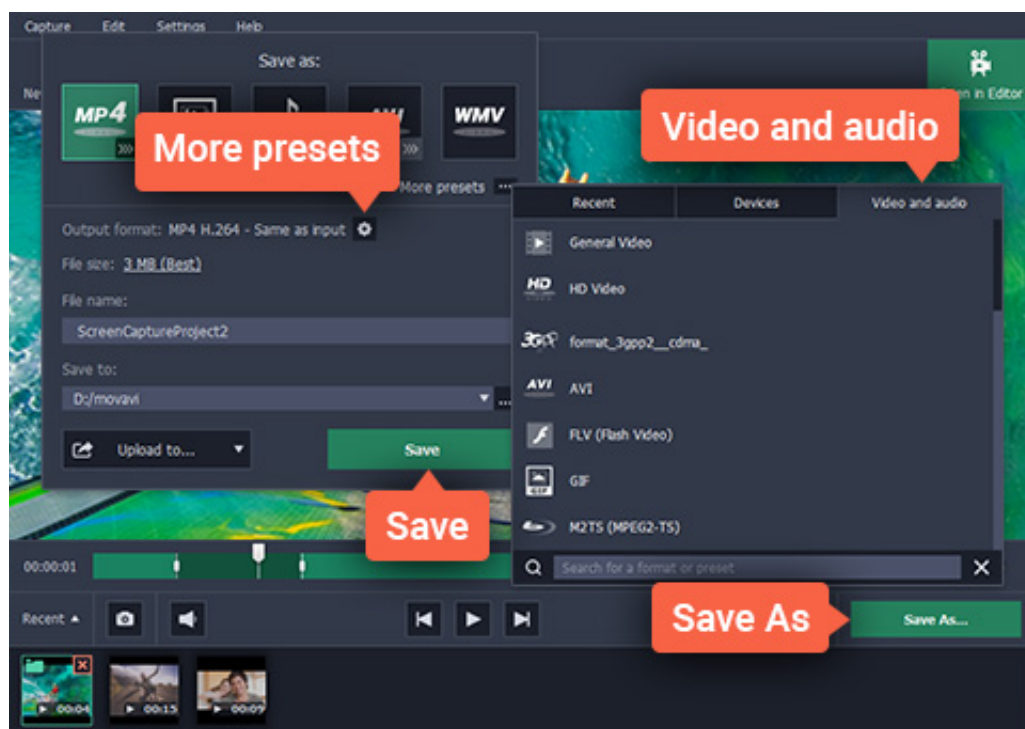 Capture Edit Settings Help
Save as:
MP4
WMV
More presets
Video and audio
in Editor
More presets ...
Recent Devices Video and audio
Output format: MP4 H.264 - Same as input
General Video
File size: 3 MB (Best)
HD HD Video
File name:
ScreenCaptureProject2
format_3gpp2__cdma_
Save to:
AVI AVI
D:/movavi ...
FLV (Flash Video)
Upload to... Save
GIF GIF
Save
M2TS (MPEG2-TS)
00:00:01
Search for a format or preset
Recent
Save As
Save As...
00:04 00:15 00:09